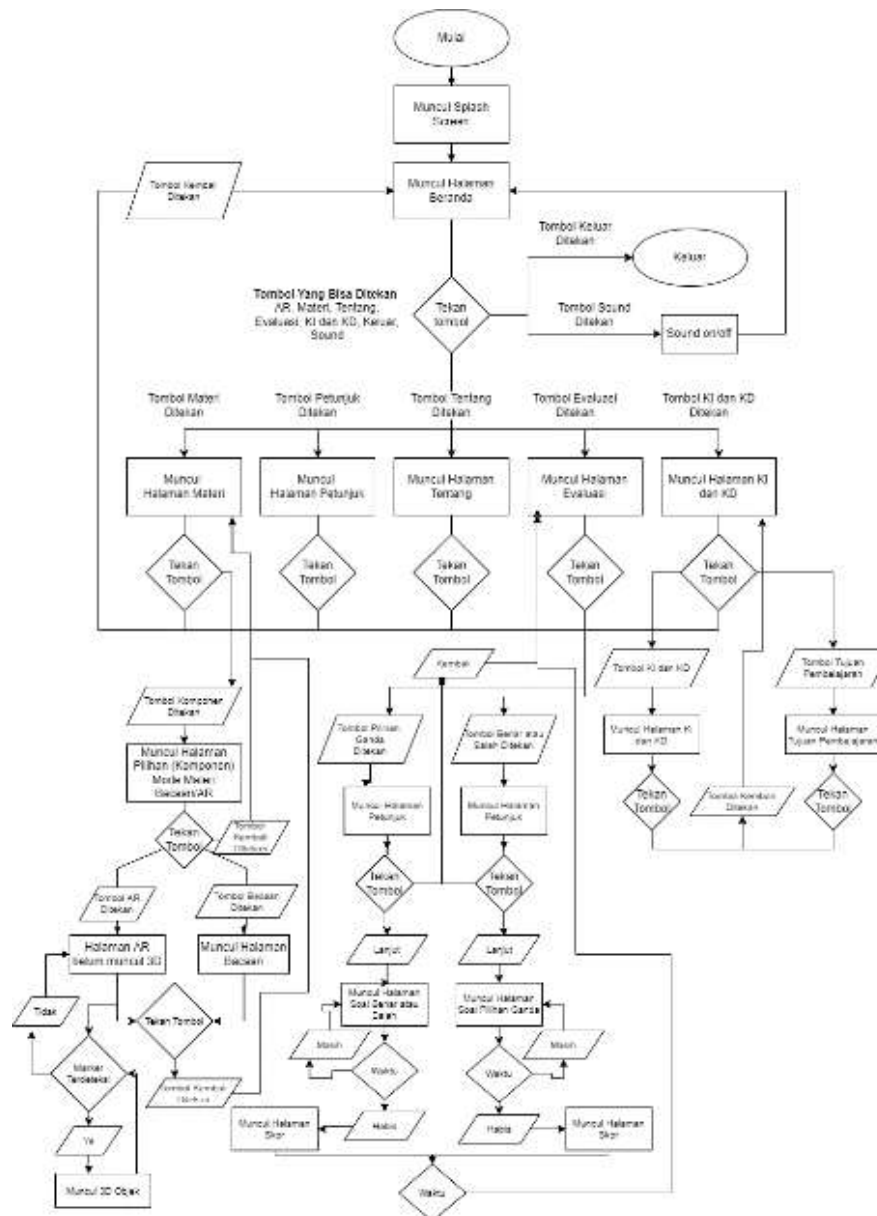 Mulai
Muncul Splash
Screen
Tombol Kembali
Ditekan
Muncul Halaman
Beranda
Tombol Keluar
Ditekan
Keluar
Tombol Yang Bisa Ditekan
AR, Materi, Tentang,
Evaluasi, KI dan KD, Keluar,
Sound
Tekan
tombol
Tombol Sound
Ditekan
Sound on/off
Tombol Materi
Ditekan
Tombol Petunjuk
Ditekan
Tombol Tentang
Ditekan
Tombol Evaluasi
Ditekan
Tombol KI dan KD
Ditekan
Muncul
Halaman Materi
Muncul
Halaman Petunjuk
Muncul Halaman
Tentang
Muncul Halaman
Evaluasi
Muncul Halaman KI
dan KD
Tekan
Tombol
Tekan
Tombol
Tekan
Tombol
Tekan
Tombol
Tekan
Tombol
Kembali
Tombol KI dan KD
Tombol Tujuan
Pembelajaran
Tombol Komponen
Ditekan
Tombol Pilihan
Ganda
Ditekan
Tombol Benar atau
Salah Ditekan
Muncul Halaman KI
dan KD
Muncul Halaman
Tujuan Pembelajaran
Muncul Halaman
Pilihan (Komponen)
Mode Materi
Bacaan/AR
Muncul Halaman
Petunjuk
Muncul Halaman
Petunjuk
Tekan
Tombol
Tombol Kembali
Ditekan
Tekan
Tombol
Tekan
Tombol
Tombol
Kembali
Ditekan
Tekan
Tombol
Tekan
Tombol
Tombol AR
Ditekan
Tombol Bacaan
Ditekan
Halaman AR
belum muncul 3D
Muncul Halaman
Bacaan
Lanjut
Lanjut
Tidak
Tekan Tombol
Muncul Halaman
Soal Benar atau
Salah
Muncul Halaman
Soal Pilihan Ganda
Masih
Masih
Marker
Terdeteksi
Waktu
Waktu
Tombol Kembali
Ditekan
Ya
Muncul Halaman
Skor
Habis
Habis
Muncul Halaman
Skor
Muncul 3D Objek
Waktu